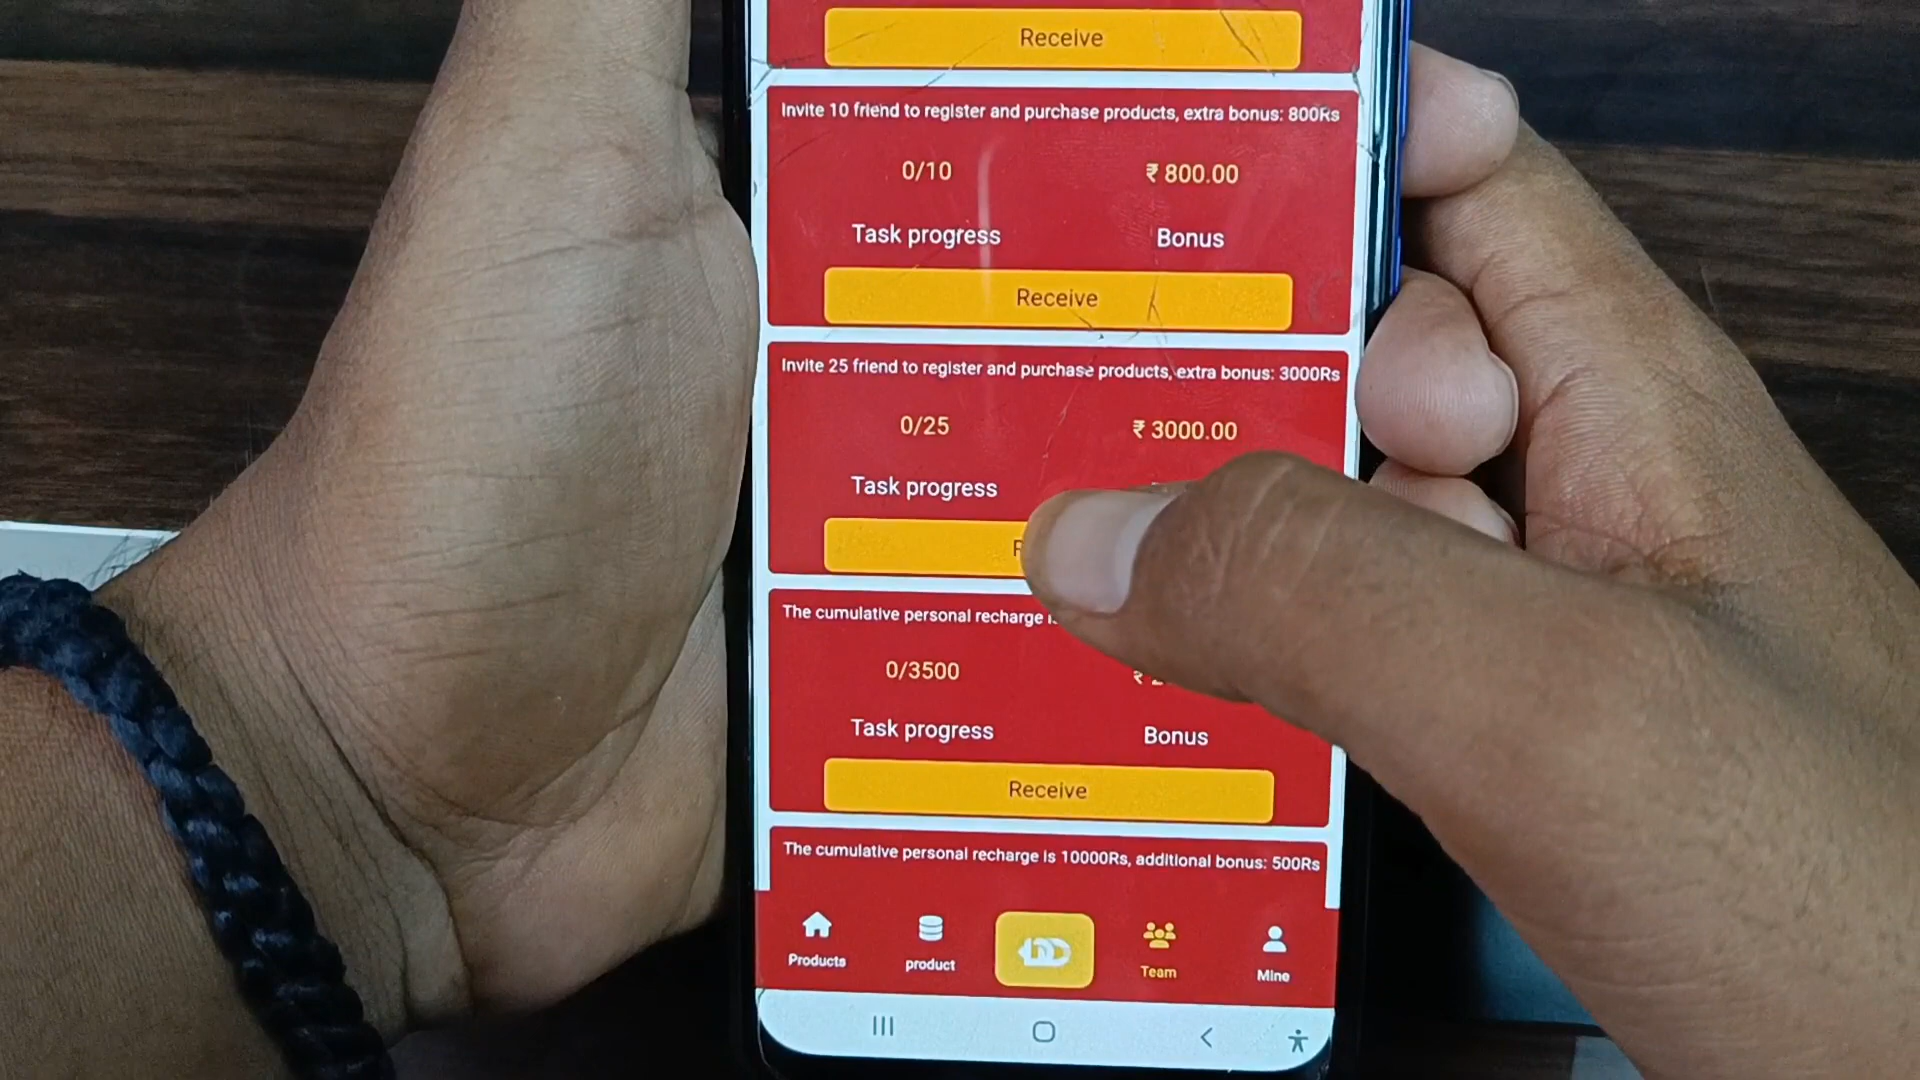 Receive
Invite 10 friend to register and purchase products, extra bonus: 800Rs
0/10
₹ 800.00
Task progress
Bonus
Receive
Invite 25 friend to register and purchase products, extra bonus: 3000Rs
0/25
₹ 3000.00
Task progress
The cumulative personal recharge
0/3500
Task progress
Bonus
Receive
The cumulative personal recharge is 10000Rs, additional bonus: 500Rs
Products
product
Team
Mine